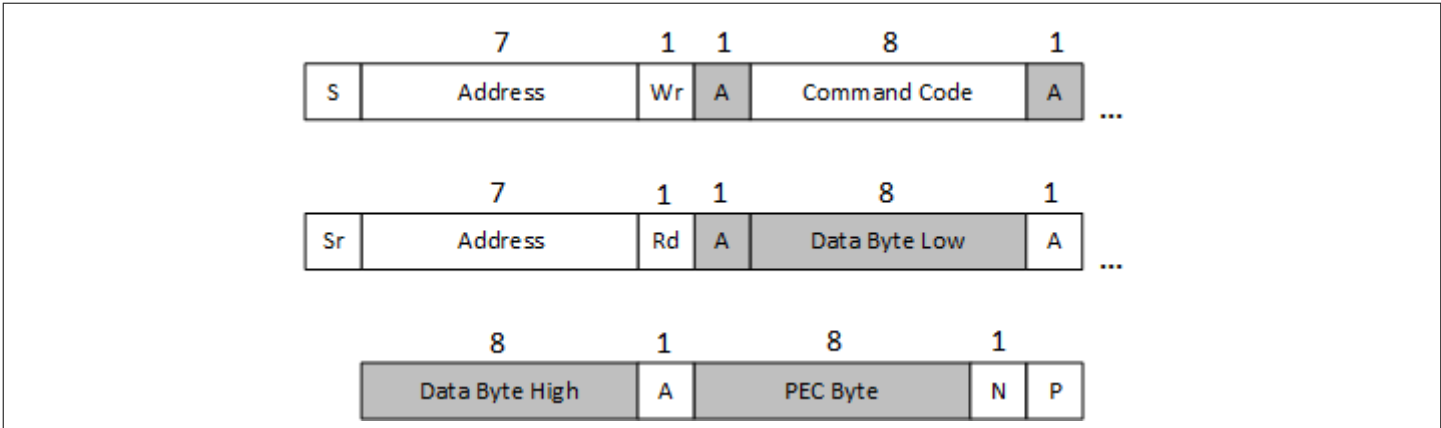 7 1 1 8 1
S Address Wr A Command Code A ...
7 1 1 8 1
Sr Address Rd A Data Byte Low A ...
8 1 8 1
Data Byte High A PEC Byte N P